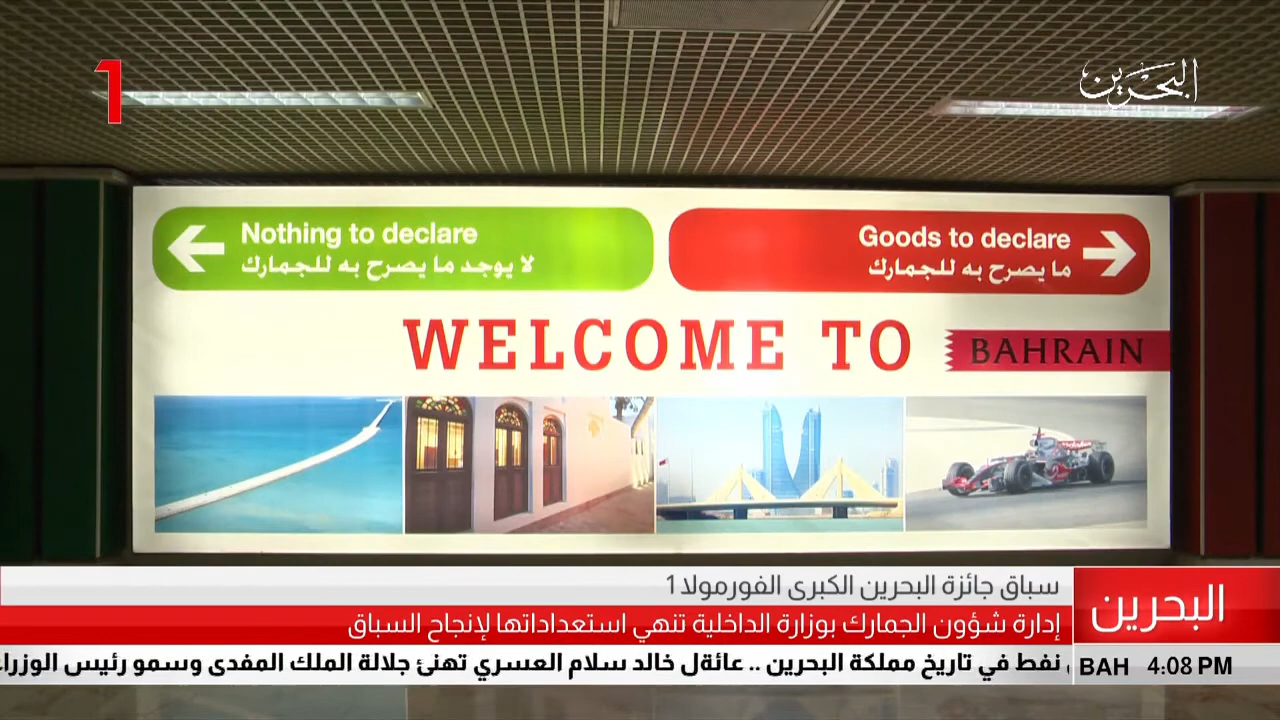 1
البحرين
Nothing to declare
لا يوجد ما يصرح به للجمارك
Goods to declare
ما يصرح به للجمارك
WELCOME TO
BAHRAIN
سباق جائزة البحرين الكبرى الفورمولا 1
إدارة شؤون الجمارك بوزارة الداخلية تنهي استعداداتها لإنجاح السباق
البحرين
نفط في تاريخ مملكة البحرين .. عائلة خالد سلام العسري تهنئ جلالة الملك المفدى وسمو رئيس
BAH 4:08 PM